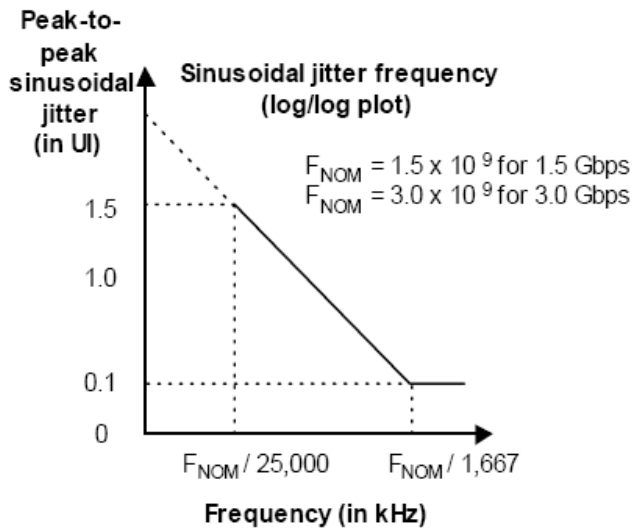 Peak-to-
peak
sinusoidal
jitter
(in UI)
Sinusoidal jitter frequency
(log/log plot)
F_NOM = 1.5 x 10^9 for 1.5 Gbps
F_NOM = 3.0 x 10^9 for 3.0 Gbps
1.5
1.0
0.1
0
F_NOM / 25,000
F_NOM / 1,667
Frequency (in kHz)